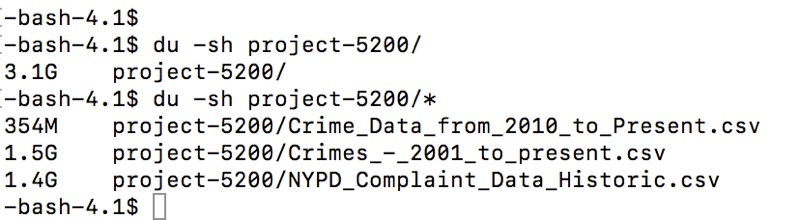 -bash-4.1$
-bash-4.1$ du -sh project-5200/
3.1G    project-5200/
-bash-4.1$ du -sh project-5200/*
354M    project-5200/Crime_Data_from_2010_to_Present.csv
1.5G    project-5200/Crimes_-_2001_to_present.csv
1.4G    project-5200/NYPD_Complaint_Data_Historic.csv
-bash-4.1$